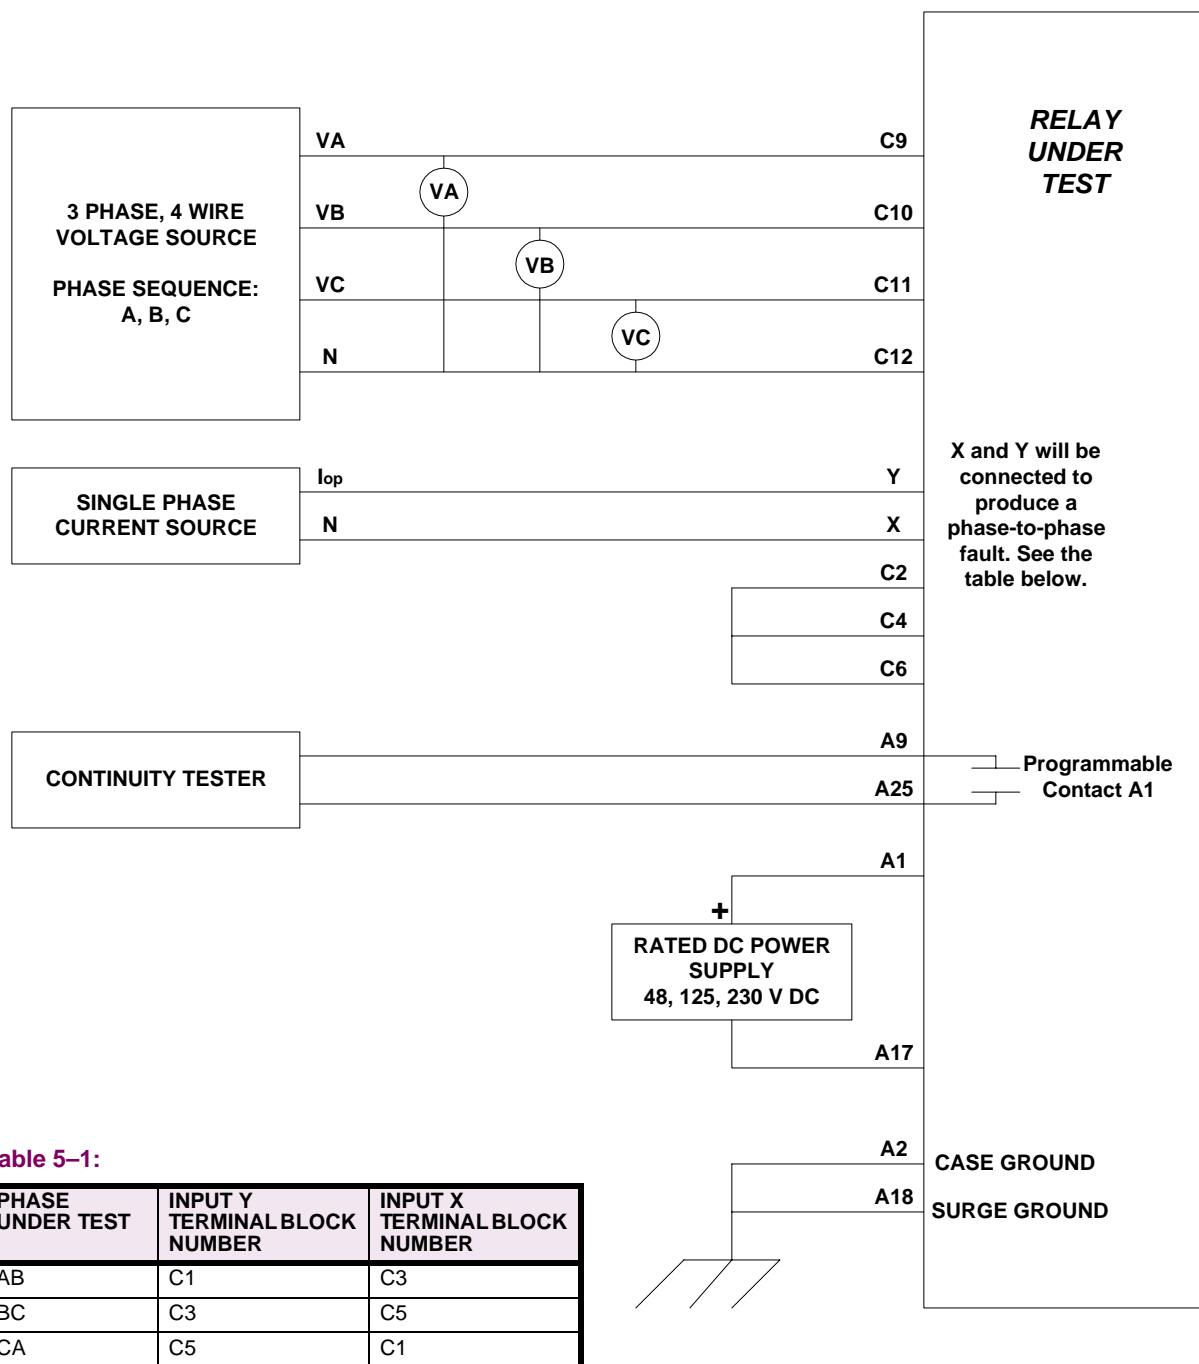 RELAY
UNDER
TEST
3 PHASE, 4 WIRE
VOLTAGE SOURCE
PHASE SEQUENCE:
A, B, C
VA
VA
C9
VB
VB
C10
VC
VC
C11
N
C12
SINGLE PHASE
CURRENT SOURCE
Iop
Y
N
X
X and Y will be
connected to
produce a
phase-to-phase
fault. See the
table below.
C2
C4
C6
CONTINUITY TESTER
A9
A25
Programmable
Contact A1
A1
+
RATED DC POWER
SUPPLY
48, 125, 230 V DC
A17
A2
CASE GROUND
A18
SURGE GROUND
able 5–1:
PHASE
UNDER TEST
INPUT Y
TERMINAL BLOCK
NUMBER
INPUT X
TERMINAL BLOCK
NUMBER
AB C1 C3
BC C3 C5
CA C5 C1